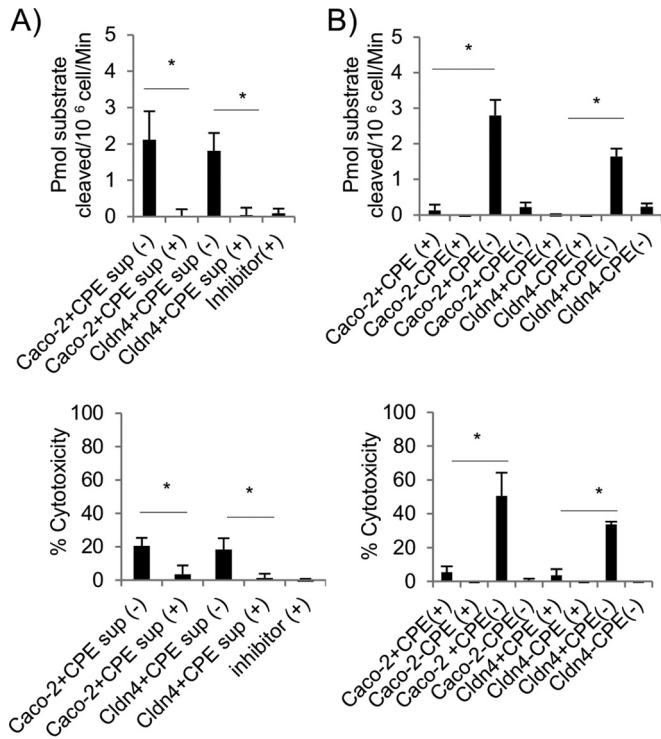 A)
Pmol substrate
cleaved/10 6 cell/Min
5
4
3
2
1
0
*
*
Caco-2+CPE sup (-)
Caco-2+CPE sup (+)
Cldn4+CPE sup (-)
Cldn4+CPE sup (+)
Inhibitor(+)
B)
Pmol substrate
cleaved/10 6 cell/Min
5
4
3
2
1
0
*
*
Caco-2+CPE (+)
Caco-2-CPE(+)
Caco-2+CPE(-)
Caco-2+CPE(-)
Cldn4+CPE(+)
Cldn4-CPE(+)
Cldn4+CPE(-)
Cldn4-CPE(-)
% Cytotoxicity
100
80
60
40
20
0
*
*
Caco-2+CPE sup (-)
Caco-2+CPE sup (+)
Cldn4+CPE sup (-)
Cldn4+CPE sup (+)
inhibitor (+)
% Cytotoxicity
100
80
60
40
20
0
*
*
Caco-2+CPE(+)
Caco-2-CPE(+)
Caco-2 +CPE(-)
Caco-2-CPE(-)
Cldn4+CPE(+)
Cldn4-CPE(+)
Cldn4+CPE(-)
Cldn4-CPE(-)